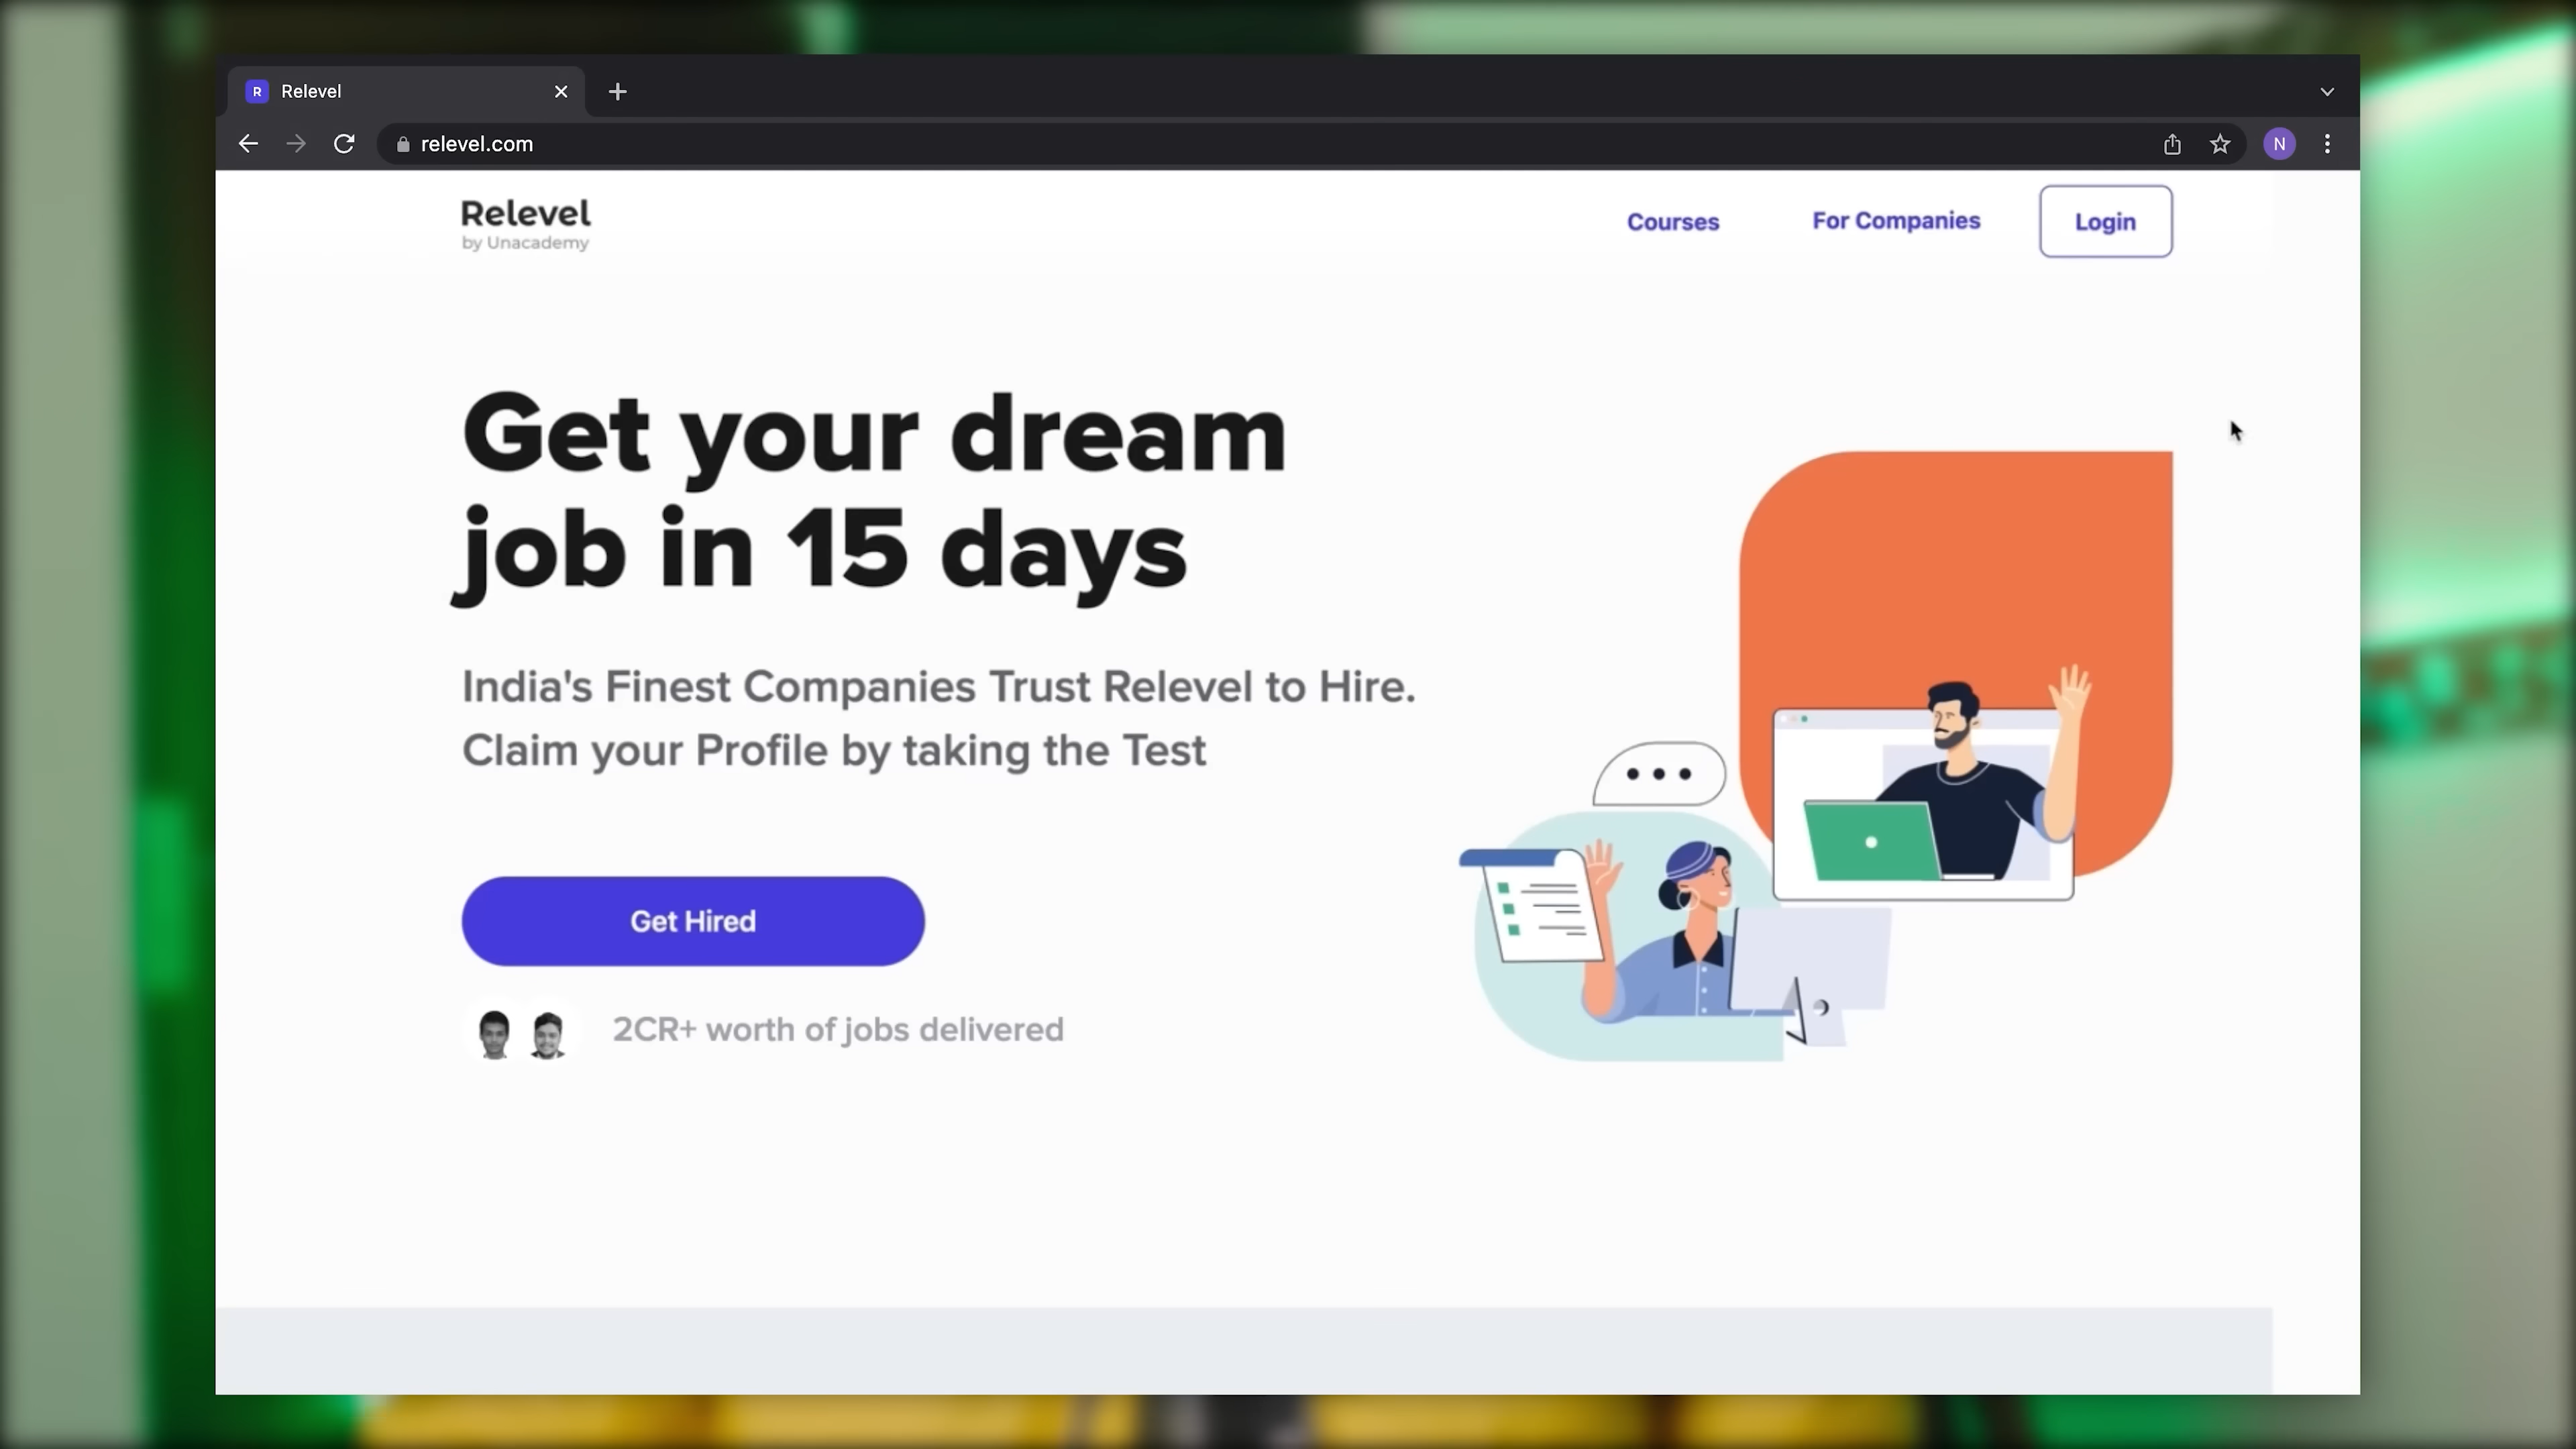 R Relevel
relevel.com
N
Relevel
by Unacademy
Courses
For Companies
Login
Get your dream
job in 15 days
India's Finest Companies Trust Relevel to Hire.
Claim your Profile by taking the Test
Get Hired
2CR+ worth of jobs delivered